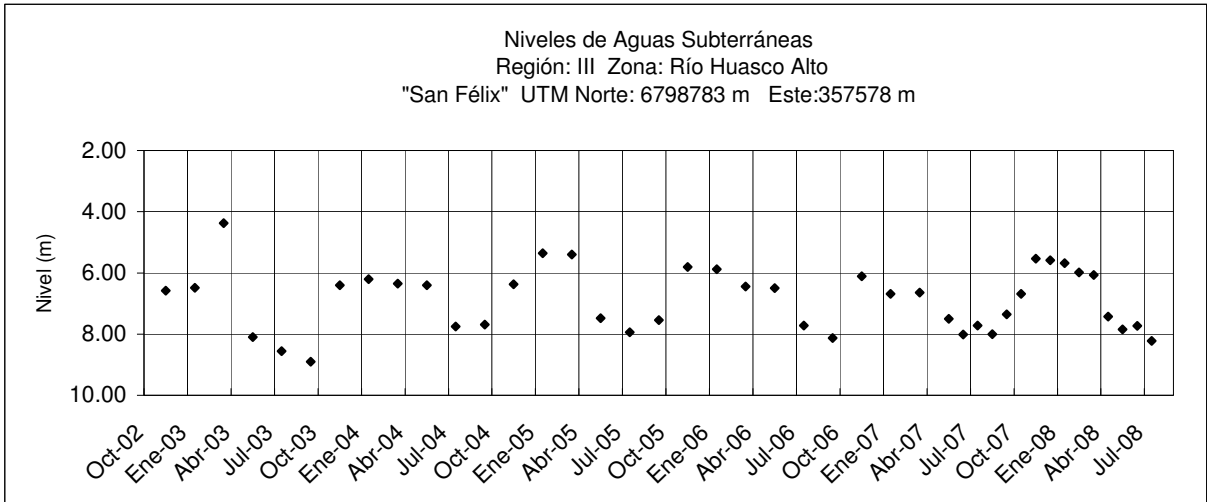 Niveles de Aguas Subterráneas
Región: III  Zona: Río Huasco Alto
"San Félix"  UTM Norte: 6798783 m   Este:357578 m
Nivel (m)
2.00
4.00
6.00
8.00
10.00
Oct-02
Ene-03
Abr-03
Jul-03
Oct-03
Ene-04
Abr-04
Jul-04
Oct-04
Ene-05
Abr-05
Jul-05
Oct-05
Ene-06
Abr-06
Jul-06
Oct-06
Ene-07
Abr-07
Jul-07
Oct-07
Ene-08
Abr-08
Jul-08